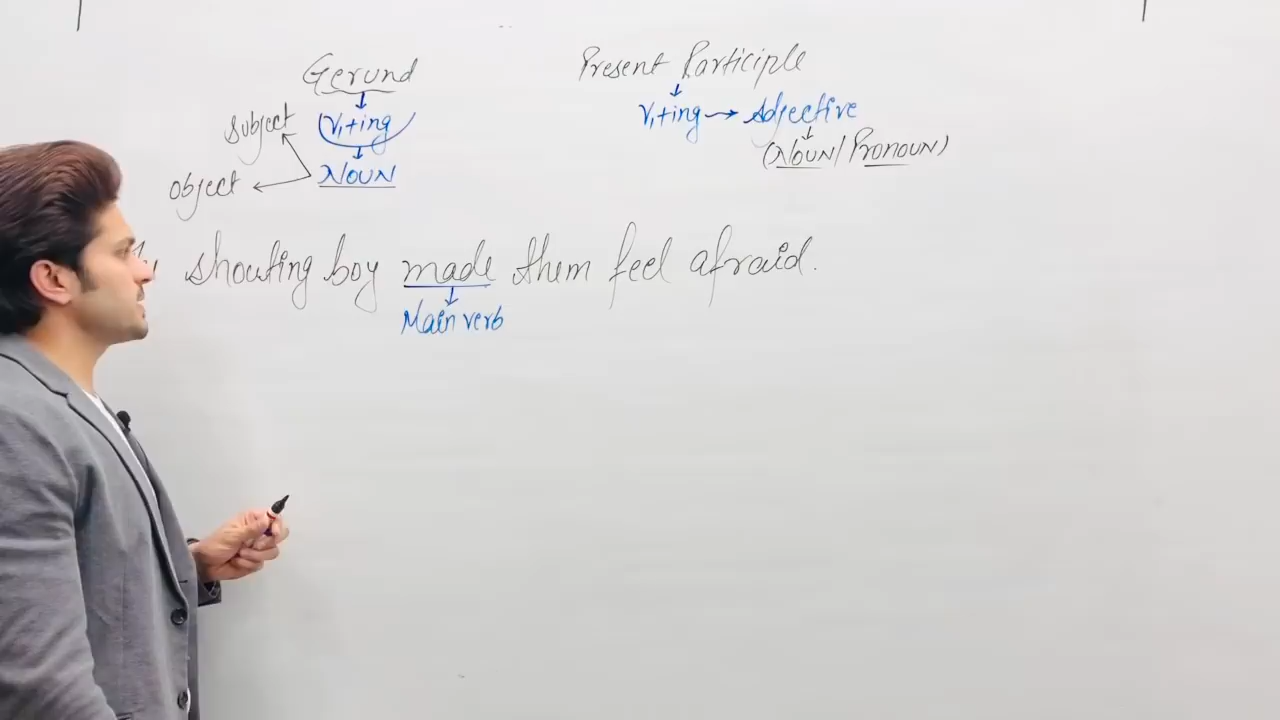 Gerund
V₁+ing
Noun
Subject
Object
Present Participle
V₁+ing → Adjective
(Noun/Pronoun)
shouting boy made them feel afraid.
Main verb